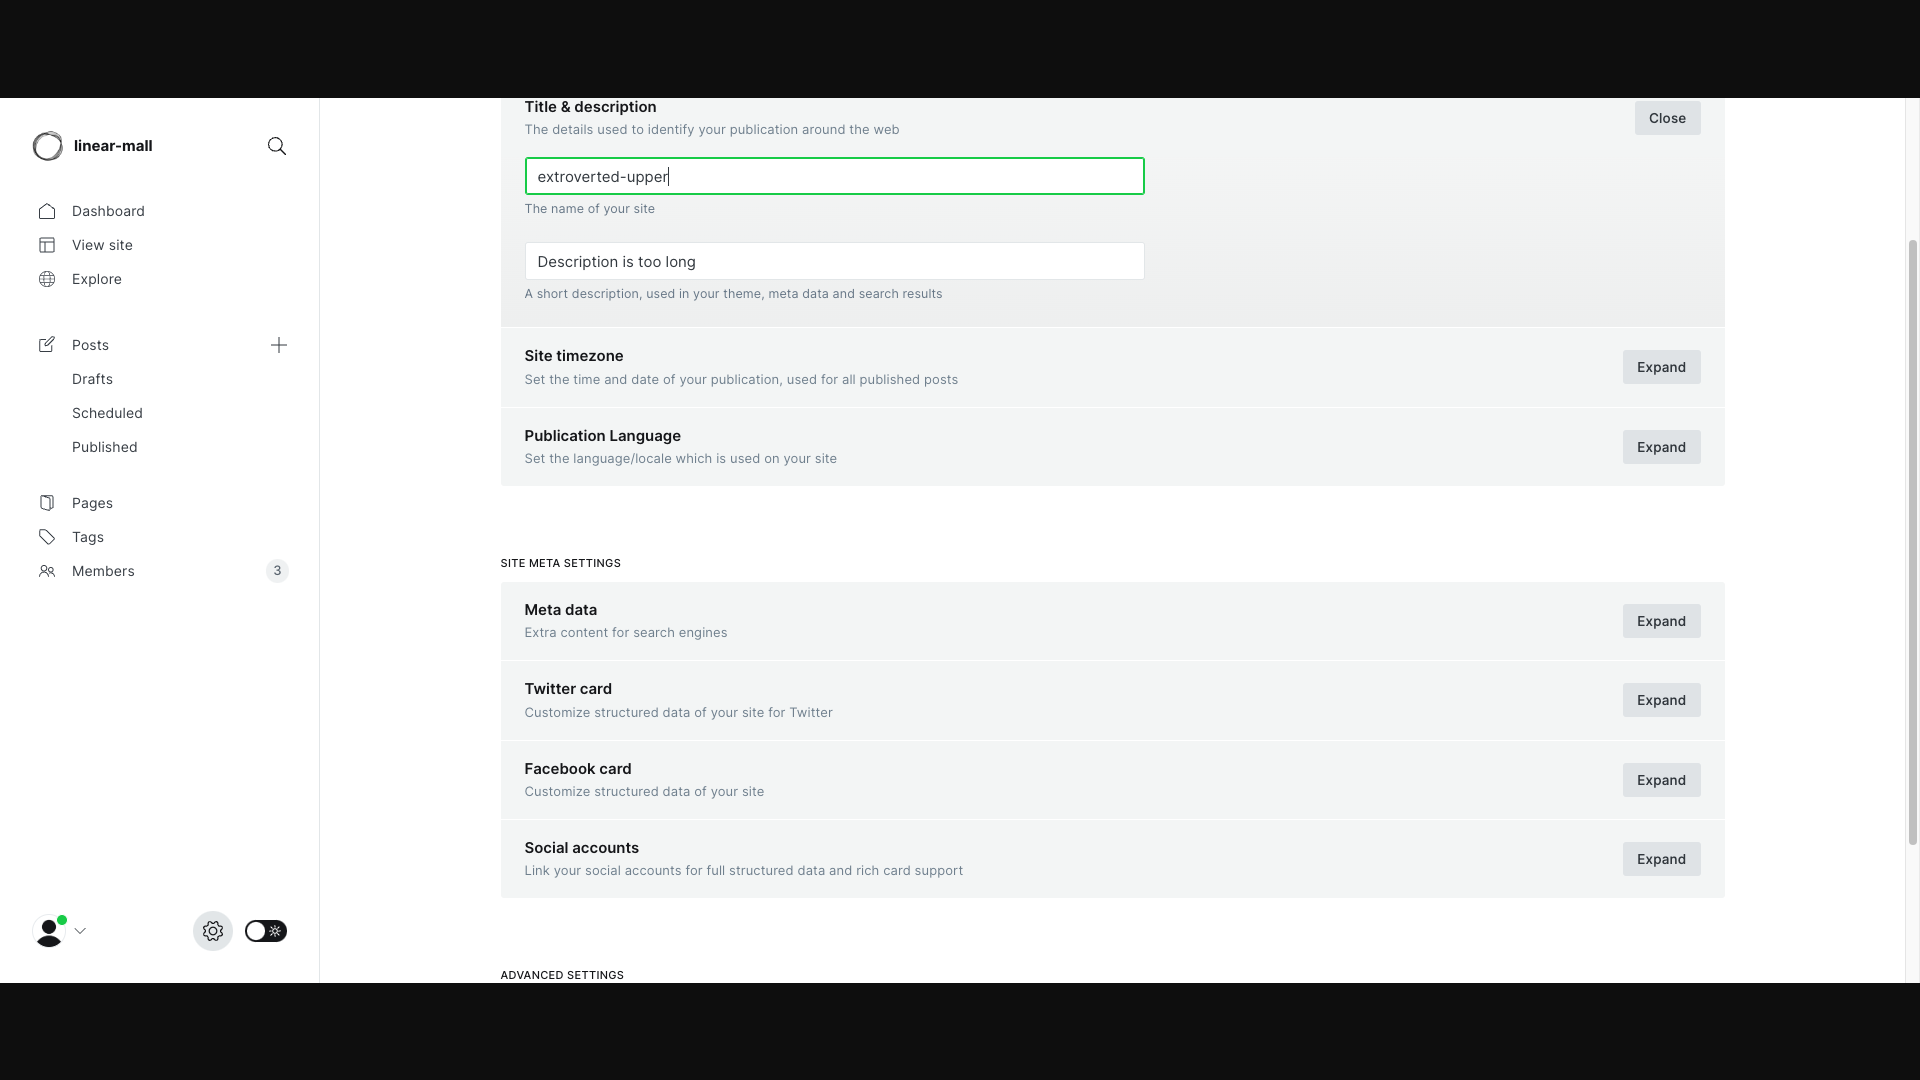 linear-mall
Dashboard
View site
Explore
Posts
Drafts
Scheduled
Published
Pages
Tags
Members
3
Title & description
The details used to identify your publication around the web
Close
extroverted-upper
The name of your site
Description is too long
A short description, used in your theme, meta data and search results
Site timezone
Set the time and date of your publication, used for all published posts
Expand
Publication Language
Set the language/locale which is used on your site
Expand
SITE META SETTINGS
Meta data
Extra content for search engines
Expand
Twitter card
Customize structured data of your site for Twitter
Expand
Facebook card
Customize structured data of your site
Expand
Social accounts
Link your social accounts for full structured data and rich card support
Expand
ADVANCED SETTINGS